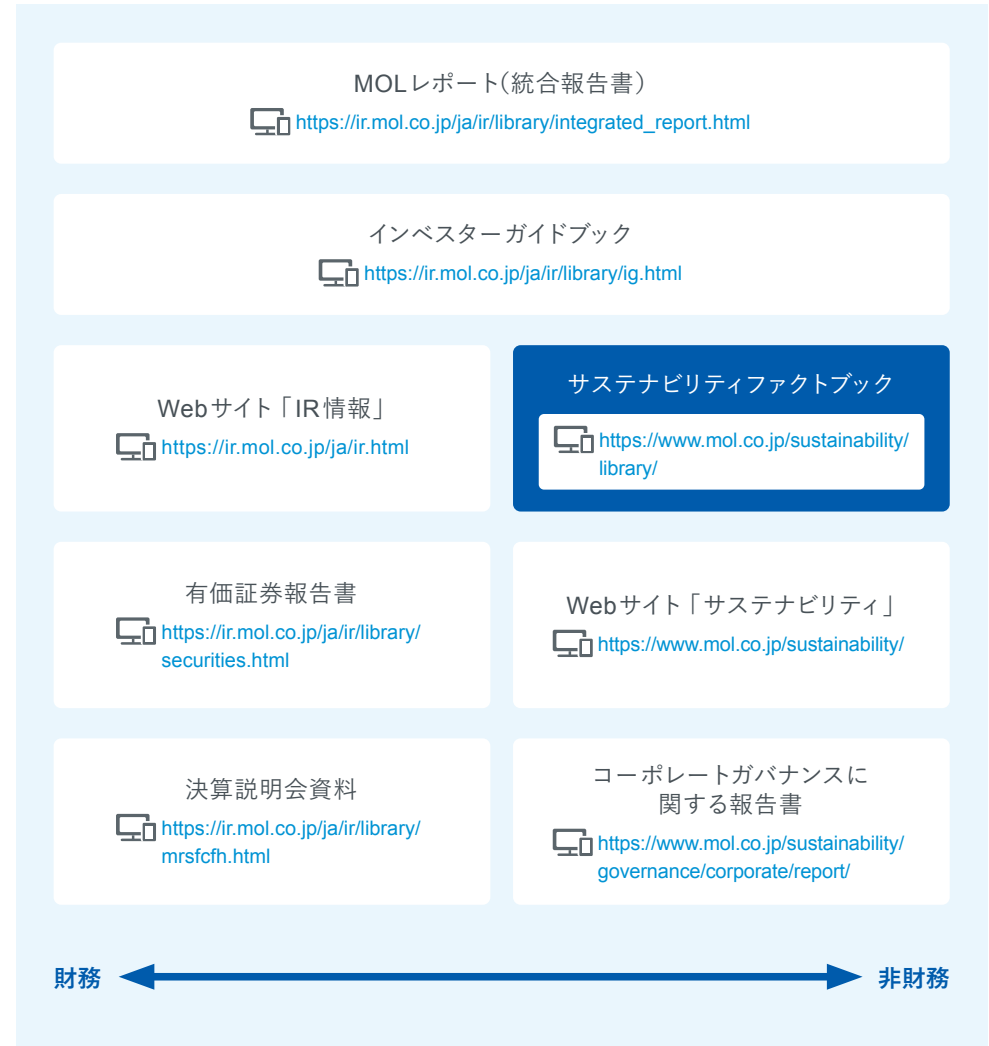 MOLレポート（統合報告書）
https://ir.mol.co.jp/ja/ir/library/integrated_report.html
インベスターガイドブック
https://ir.mol.co.jp/ja/ir/library/ig.html
Webサイト「IR情報」
https://ir.mol.co.jp/ja/ir.html
サステナビリティファクトブック
https://www.mol.co.jp/sustainability/
library/
有価証券報告書
https://ir.mol.co.jp/ja/ir/library/
securities.html
Webサイト「サステナビリティ」
https://www.mol.co.jp/sustainability/
決算説明会資料
https://ir.mol.co.jp/ja/ir/library/
mrsfcfh.html
コーポレートガバナンスに
関する報告書
https://www.mol.co.jp/sustainability/
governance/corporate/report/
財務
非財務